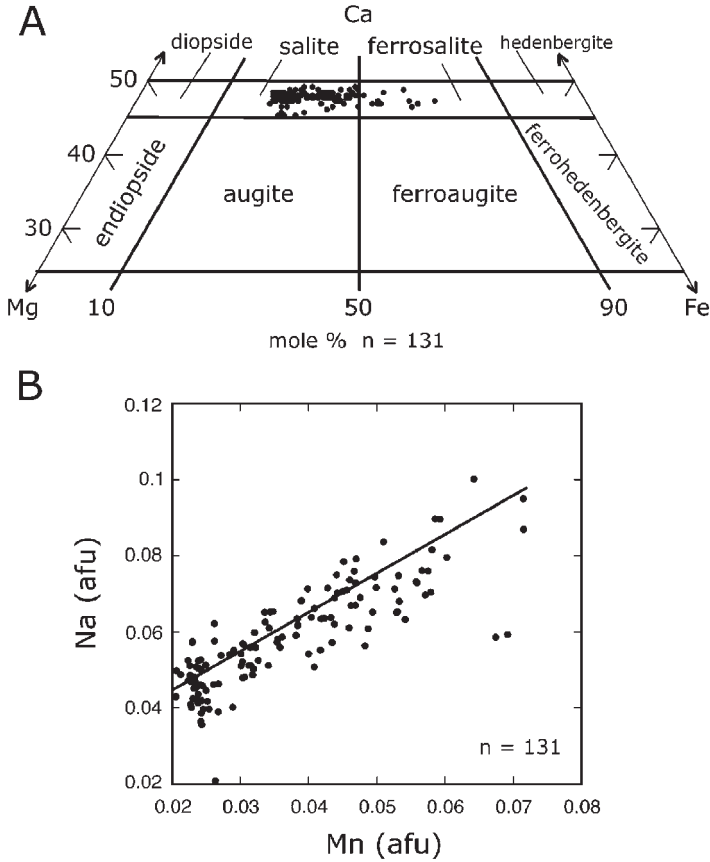 A
Ca
diopside salite ferrosalite hedenbergite
50
40
30
endiopside augite ferroaugite ferrohedenbergite
Mg 10 50 90 Fe
mole % n = 131
B
0.12
0.1
0.08
0.06
0.04
0.02
Na (afu)
n = 131
0.02 0.03 0.04 0.05 0.06 0.07 0.08
Mn (afu)